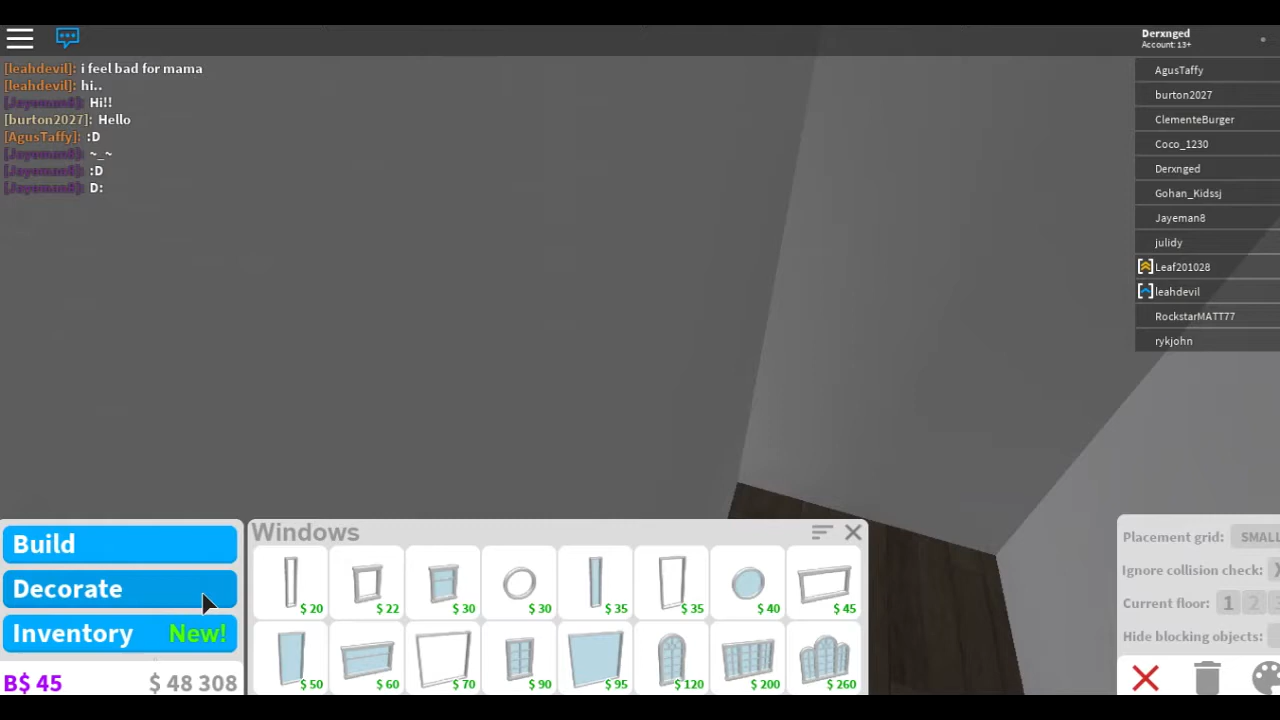 Derxnged
Account: 13+
[leahdevil]: i feel bad for mama
[leahdevil]: hi..
[Jayeman8]: Hi!!
[burton2027]: Hello
[AgusTaffy]: :D
[Jayeman8]: ~_~
[Jayeman8]: :D
[Jayeman8]: D:
AgusTaffy
burton2027
ClementeBurger
Coco_1230
Derxnged
Gohan_Kidssj
Jayeman8
julidy
Leaf201028
leahdevil
RockstarMATT77
rykjohn
Build
Decorate
Inventory New!
B$ 45 $ 48 308
Windows
$ 20 $ 22 $ 30 $ 30 $ 35 $ 35 $ 40 $ 45
$ 50 $ 60 $ 70 $ 90 $ 95 $ 120 $ 200 $ 260
Placement grid: SMALL
Ignore collision check: X
Current floor: 1 2
Hide blocking objects: